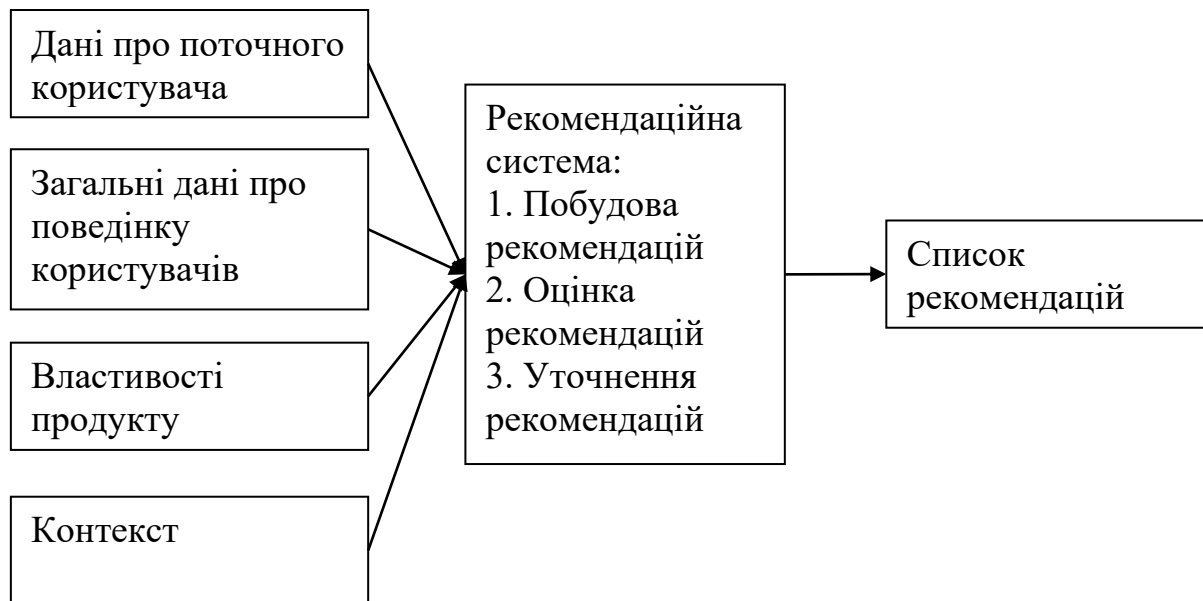 Дані про поточного
користувача
Загальні дані про
поведінку
користувачів
Властивості
продукту
Контекст
Рекомендаційна
система:
1. Побудова
рекомендацій
2. Оцінка
рекомендацій
3. Уточнення
рекомендацій
Список
рекомендацій